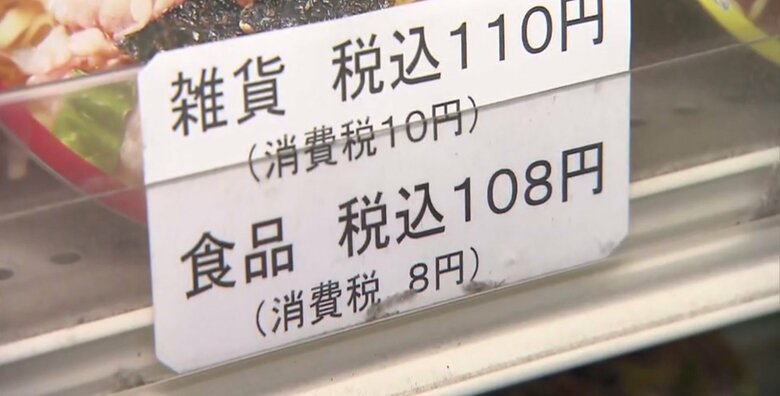 雑貨 税込110円
（消費税10円）
食品 税込108円
（消費税 8円）